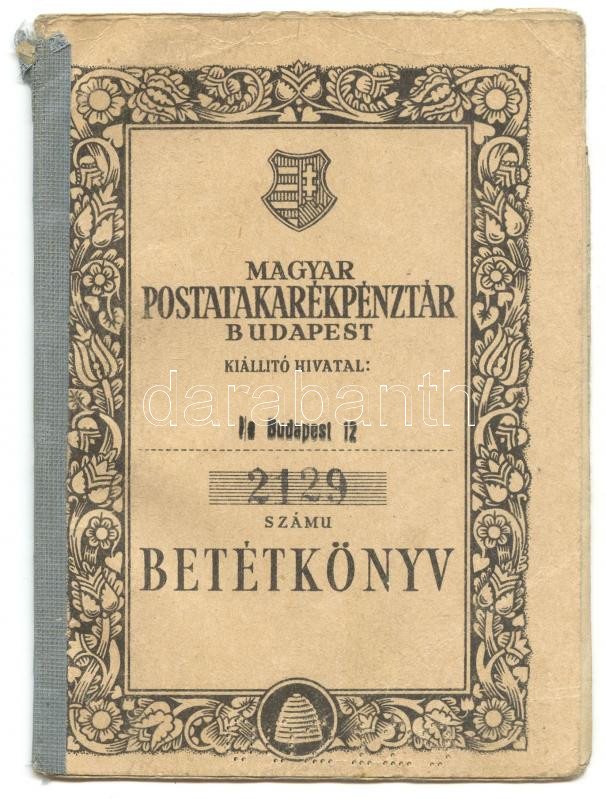 MAGYAR
POSTATAKARÉKPÉNZTÁR
BUDAPEST
KIÁLLITÓ HIVATAL:
darabanth
Budapest 12
2129
SZÁMU
BETÉTKÖNYV